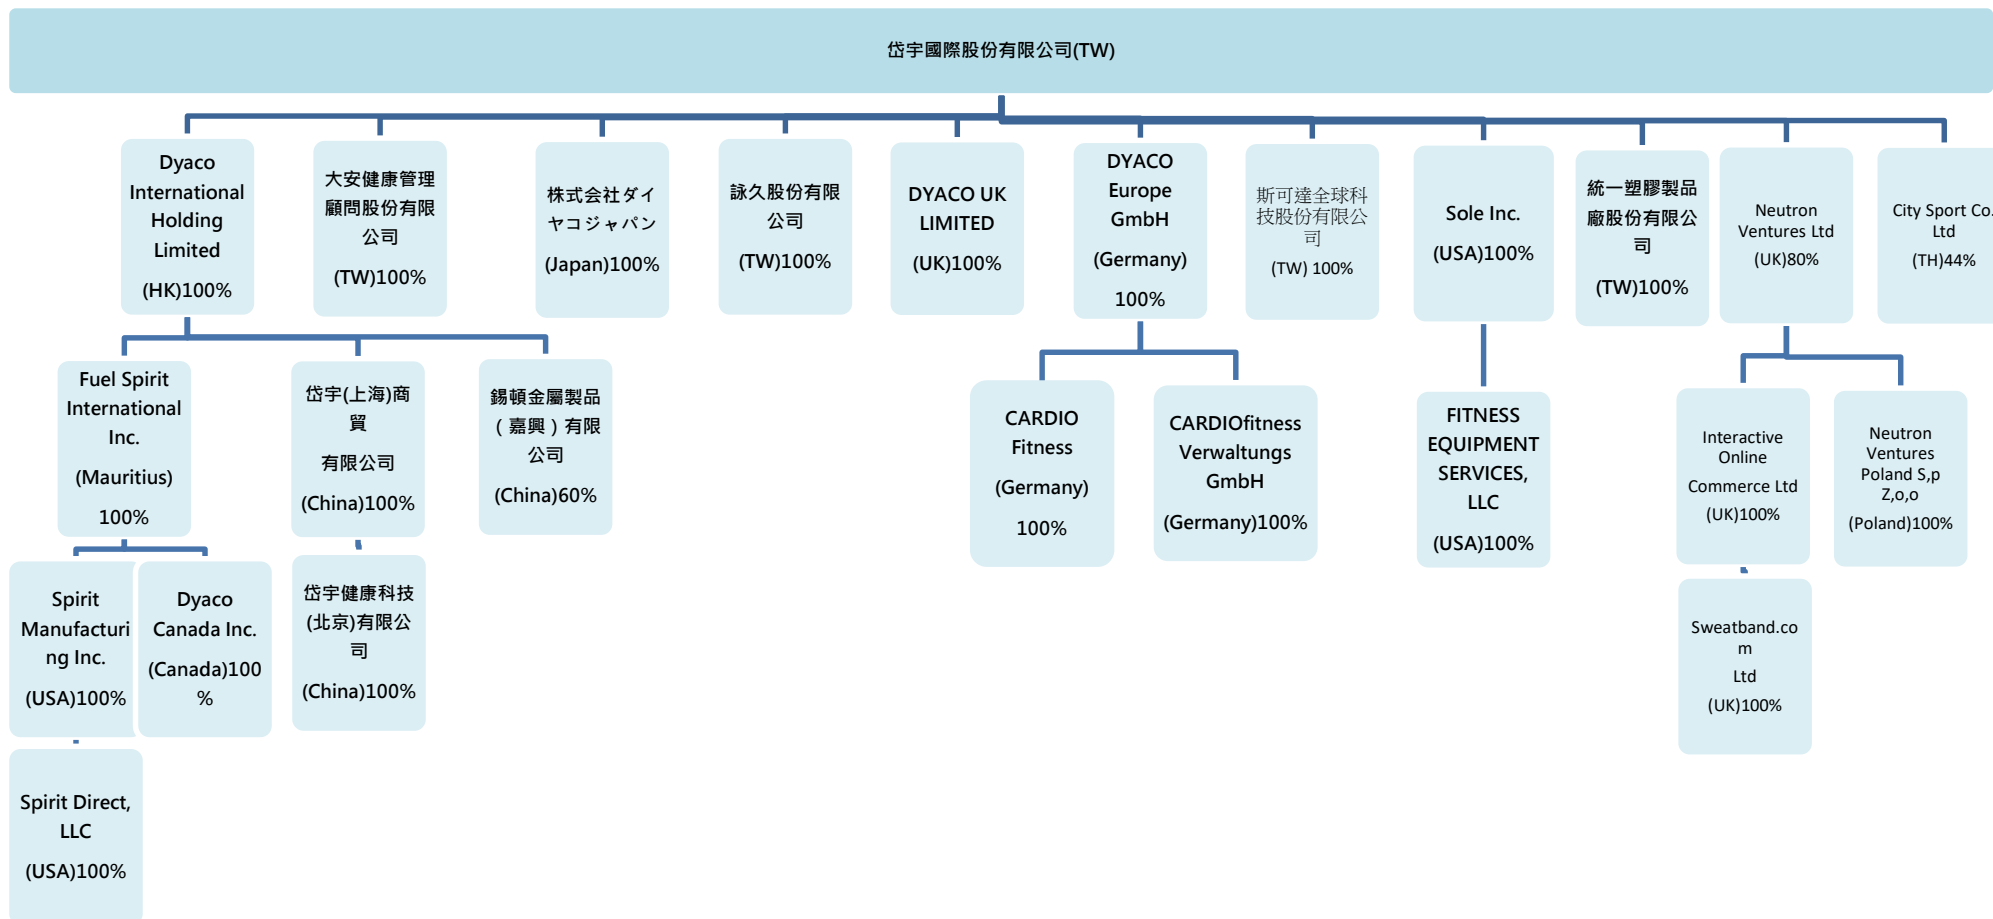 岱宇國際股份有限公司(TW)
Dyaco
International
Holding
Limited
(HK)100%
大安健康管理
顧問股份有限
公司
(TW)100%
株式会社ダイ
ヤコジャパン
(Japan)100%
詠久股份有限
公司
(TW)100%
DYACO UK
LIMITED
(UK)100%
DYACO
Europe
GmbH
(Germany)
100%
斯可達全球科
技股份有限公
司
(TW) 100%
Sole Inc.
(USA)100%
統一塑膠製品
廠股份有限公
司
(TW)100%
Neutron
Ventures Ltd
(UK)80%
City Sport Co.
Ltd
(TH)44%
Fuel Spirit
International
Inc.
(Mauritius)
100%
岱宇(上海)商
貿
有限公司
(China)100%
錫頓金屬製品
（嘉興）有限
公司
(China)60%
CARDIO
Fitness
(Germany)
100%
CARDIOfitness
Verwaltungs
GmbH
(Germany)100%
FITNESS
EQUIPMENT
SERVICES,
LLC
(USA)100%
Interactive
Online
Commerce Ltd
(UK)100%
Neutron
Ventures
Poland S,p
Z,o,o
(Poland)100%
Spirit
Manufacturi
ng Inc.
(USA)100%
Dyaco
Canada Inc.
(Canada)100
%
岱宇健康科技
(北京)有限公
司
(China)100%
Sweatband.co
m
Ltd
(UK)100%
Spirit Direct,
LLC
(USA)100%